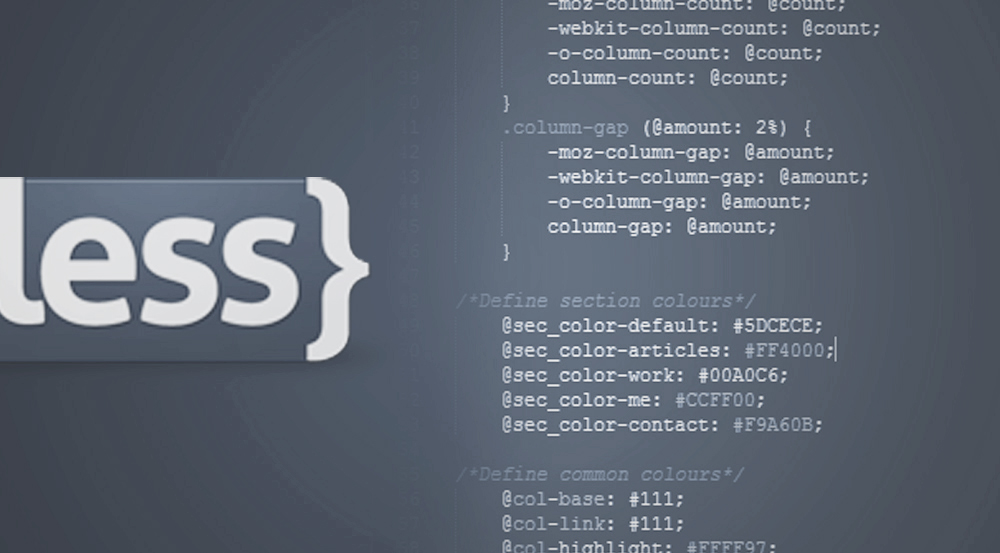 less}
-moz-column-count: @count;
-webkit-column-count: @count;
-o-column-count: @count;
column-count: @count;
}
.column-gap (@amount: 2%) {
-moz-column-gap: @amount;
-webkit-column-gap: @amount;
-o-column-gap: @amount;
column-gap: @amount;
}
/*Define section colours*/
@sec_color-default: #5DCECE;
@sec_color-articles: #FF4000;
@sec_color-work: #00A0C6;
@sec_color-me: #CCFF00;
@sec_color-contact: #F9A60B;
/*Define common colours*/
@col-base: #111;
@col-link: #111;
@col-highlight: #FFFF97;